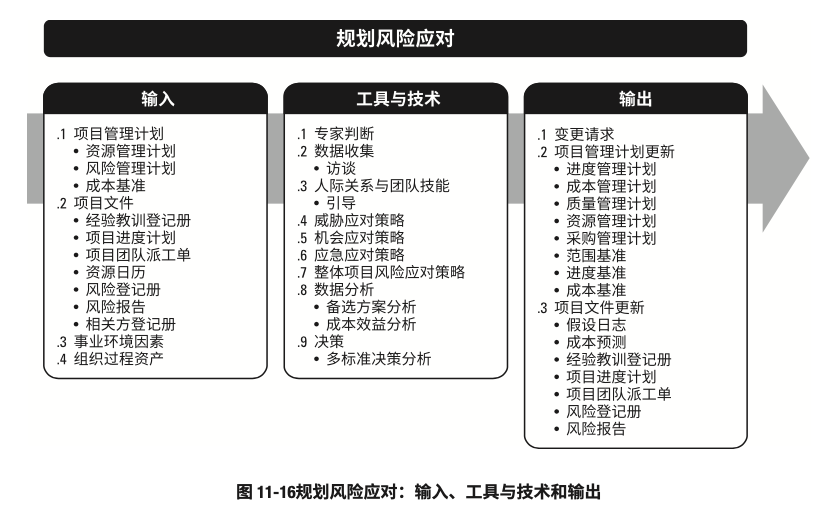 规划风险应对
输入
.1 项目管理计划
• 资源管理计划
• 风险管理计划
• 成本基准
.2 项目文件
• 经验教训登记册
• 项目进度计划
• 项目团队派工单
• 资源日历
• 风险登记册
• 风险报告
• 相关方登记册
.3 事业环境因素
.4 组织过程资产
工具与技术
.1 专家判断
.2 数据收集
• 访谈
.3 人际关系与团队技能
• 引导
.4 威胁应对策略
.5 机会应对策略
.6 应急应对策略
.7 整体项目风险应对策略
.8 数据分析
• 备选方案分析
• 成本效益分析
.9 决策
• 多标准决策分析
输出
.1 变更请求
.2 项目管理计划更新
• 进度管理计划
• 成本管理计划
• 质量管理计划
• 资源管理计划
• 采购管理计划
• 范围基准
• 进度基准
• 成本基准
.3 项目文件更新
• 假设日志
• 成本预测
• 经验教训登记册
• 项目进度计划
• 项目团队派工单
• 风险登记册
• 风险报告
图 11-16规划风险应对：输入、工具与技术和输出